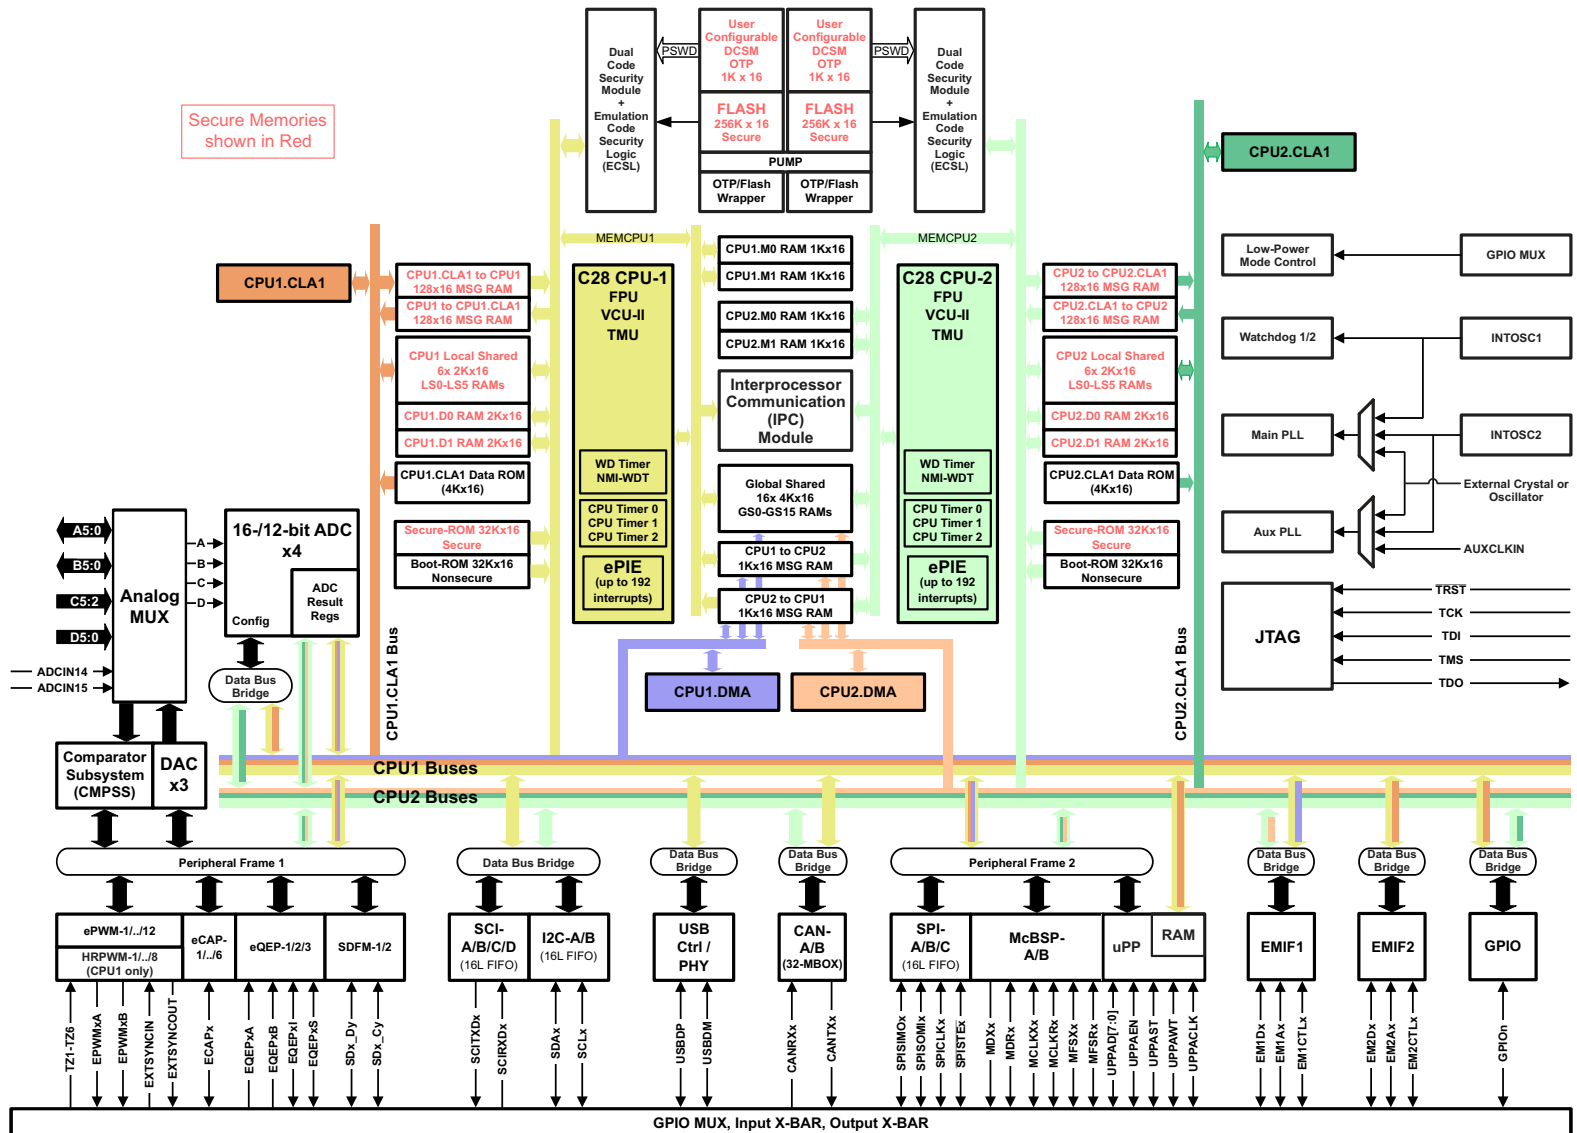 Secure Memories
shown in Red
Dual
Code
Security
Module
+
Emulation
Code
Security
Logic
(ECSL)
PSWD
User
Configurable
DCSM
OTP
1K x 16
User
Configurable
DCSM
OTP
1K x 16
PSWD
Dual
Code
Security
Module
+
Emulation
Code
Security
Logic
(ECSL)
FLASH
256K x 16
Secure
FLASH
256K x 16
Secure
PUMP
OTP/Flash
Wrapper
OTP/Flash
Wrapper
CPU2.CLA1
MEMCPU1
MEMCPU2
CPU1.CLA1
CPU1.CLA1 to CPU1
128x16 MSG RAM
CPU1 to CPU1.CLA1
128x16 MSG RAM
CPU1 Local Shared
6x 2Kx16
LS0-LS5 RAMs
CPU1.D0 RAM 2Kx16
CPU1.D1 RAM 2Kx16
CPU1.CLA1 Data ROM
(4Kx16)
Secure-ROM 32Kx16
Secure
Boot-ROM 32Kx16
Nonsecure
C28 CPU-1
FPU
VCU-II
TMU
WD Timer
NMI-WDT
CPU Timer 0
CPU Timer 1
CPU Timer 2
ePIE
(up to 192
interrupts)
CPU1.M0 RAM 1Kx16
CPU1.M1 RAM 1Kx16
CPU2.M0 RAM 1Kx16
CPU2.M1 RAM 1Kx16
Interprocessor
Communication
(IPC)
Module
Global Shared
16x 4Kx16
GS0-GS15 RAMs
CPU1 to CPU2
1Kx16 MSG RAM
CPU2 to CPU1
1Kx16 MSG RAM
C28 CPU-2
FPU
VCU-II
TMU
WD Timer
NMI-WDT
CPU Timer 0
CPU Timer 1
CPU Timer 2
ePIE
(up to 192
interrupts)
CPU2 to CPU2.CLA1
128x16 MSG RAM
CPU2.CLA1 to CPU2
128x16 MSG RAM
CPU2 Local Shared
6x 2Kx16
LS0-LS5 RAMs
CPU2.D0 RAM 2Kx16
CPU2.D1 RAM 2Kx16
CPU2.CLA1 Data ROM
(4Kx16)
Secure-ROM 32Kx16
Secure
Boot-ROM 32Kx16
Nonsecure
Low-Power
Mode Control
GPIO MUX
Watchdog 1/2
INTOSC1
Main PLL
INTOSC2
External Crystal or
Oscillator
Aux PLL
AUXCLKIN
JTAG
TRST
TCK
TDI
TMS
TDO
A5:0
B5:0
C5:2
D5:0
ADCIN14
ADCIN15
Analog
MUX
A
B
C
D
16-/12-bit ADC
x4
Config
ADC
Result
Regs
Data Bus
Bridge
CPU1.CLA1 Bus
CPU2.CLA1 Bus
CPU1.DMA
CPU2.DMA
Comparator
Subsystem
(CMPSS)
DAC
x3
CPU1 Buses
CPU2 Buses
Peripheral Frame 1
Data Bus Bridge
Data Bus
Bridge
Data Bus
Bridge
Peripheral Frame 2
Data Bus
Bridge
Data Bus
Bridge
Data Bus
Bridge
ePWM-1/../12
HRPWM-1/../8
(CPU1 only)
eCAP-
1/../6
eQEP-1/2/3
SDFM-1/2
SCI-
A/B/C/D
(16L FIFO)
I2C-A/B
(16L FIFO)
USB
Ctrl /
PHY
CAN-
A/B
(32-MBOX)
SPI-
A/B/C
(16L FIFO)
McBSP-
A/B
uPP
RAM
EMIF1
EMIF2
GPIO
TZ1-TZ6
EPWMxA
EPWMxB
EXTSYNCIN
EXTSYNCOUT
ECAPx
EQEPxA
EQEPxB
EQEPxI
EQEPxS
SDx_Dy
SDx_Cy
SCITXDx
SCIRXDx
SDAx
SCLx
USBDP
USBDM
CANRXx
CANTXx
SPISIMOx
SPISOMIx
SPICLKx
SPISTEx
MDXx
MDRx
MCLKXx
MCLKRx
MFSXx
MFSRx
UPPAD[7:0]
UPPAEN
UPPAST
UPPAWT
UPPACLK
EM1Dx
EM1Ax
EM1CTLx
EM2Dx
EM2Ax
EM2CTLx
GPIOn
GPIO MUX, Input X-BAR, Output X-BAR